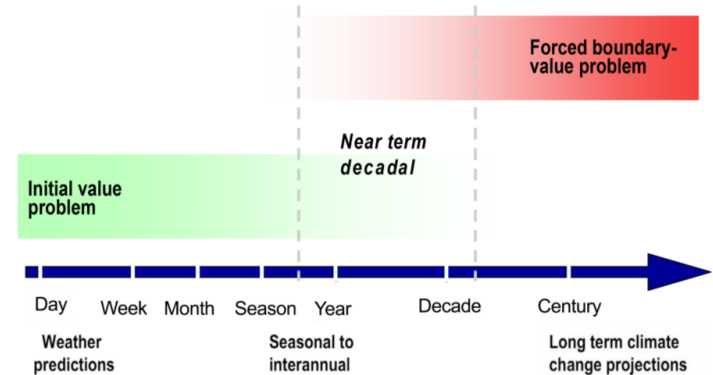 Forced boundary-
value problem
Near term
decadal
Initial value
problem
Day Week Month Season Year Decade Century
Weather
predictions
Seasonal to
interannual
Long term climate
change projections